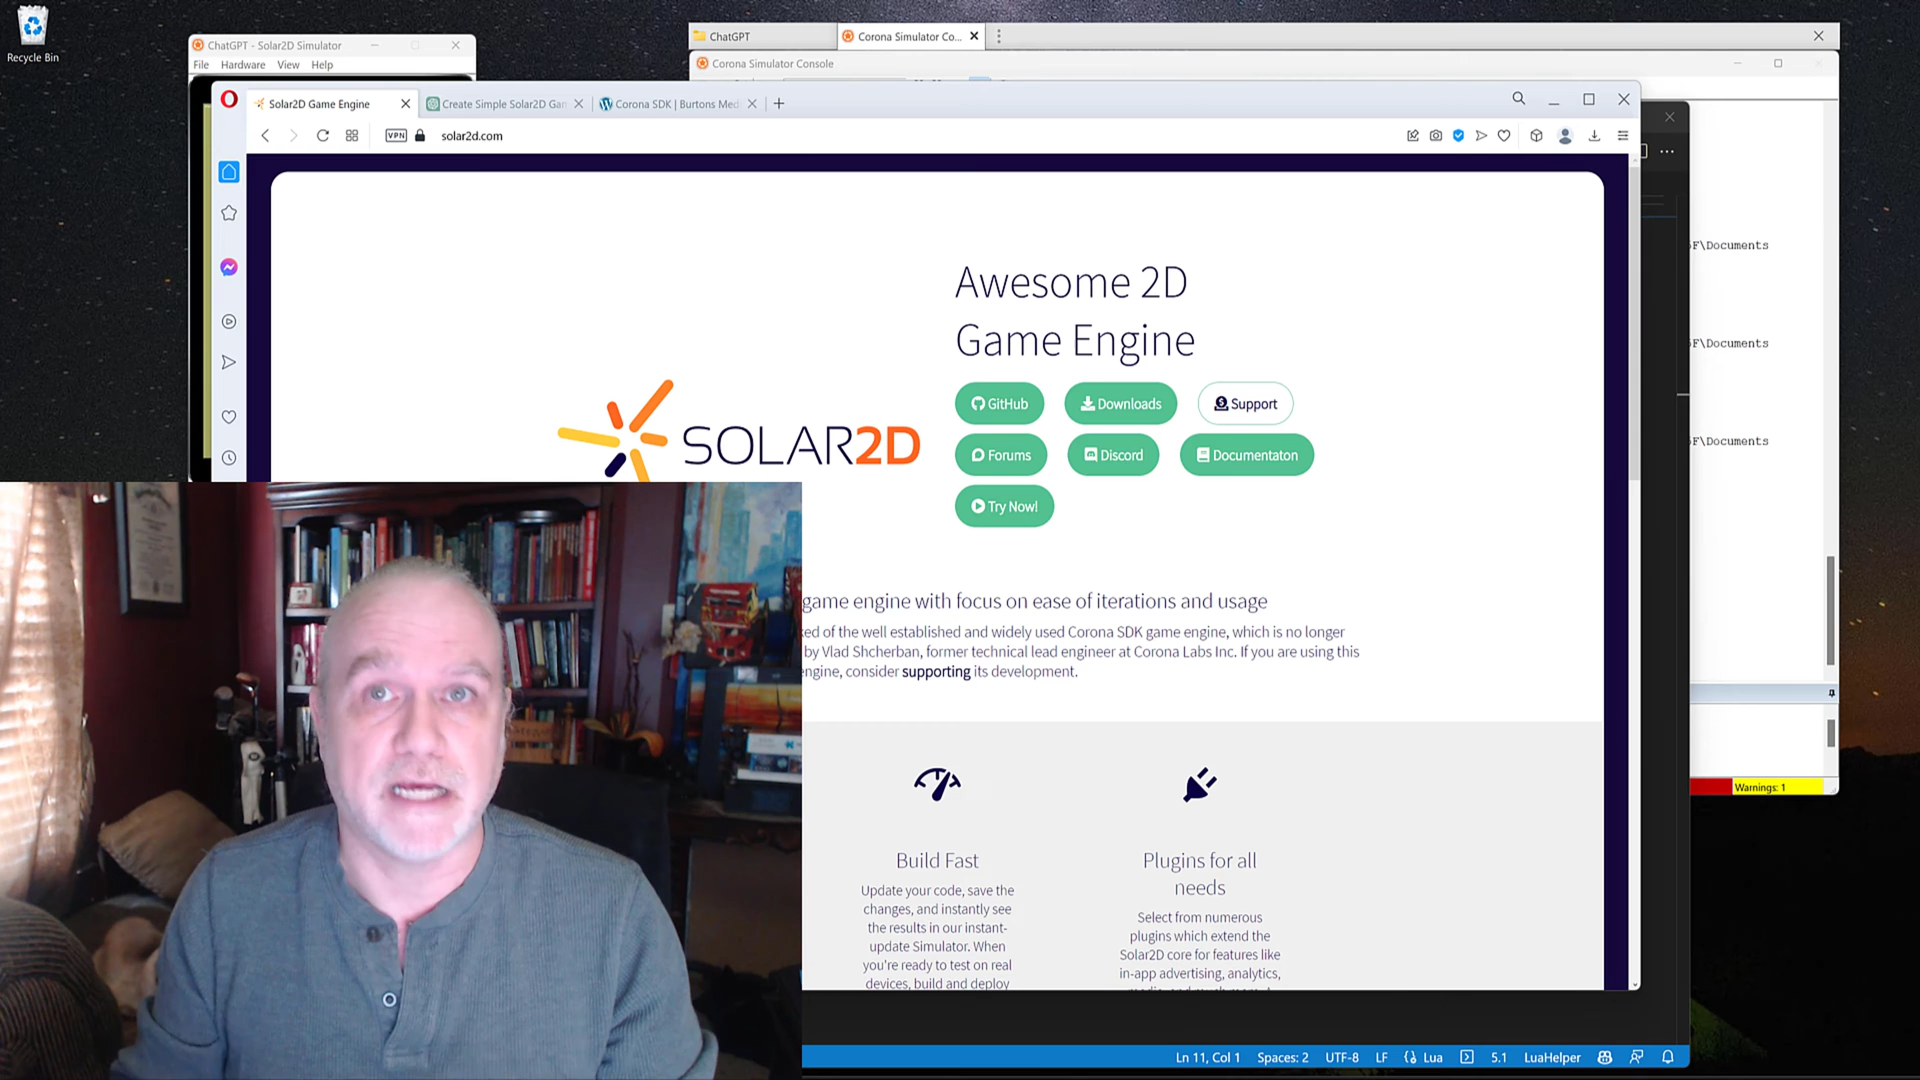 Recycle Bin
ChatGPT - Solar2D Simulator
File Hardware View Help
ChatGPT
Corona Simulator Co...
Corona Simulator Console
Solar2D Game Engine
Create Simple Solar2D Gam
Corona SDK | Burtons Med
VPN
solar2d.com
Awesome 2D
Game Engine
GitHub
Downloads
Support
Forums
Discord
Documentaton
Try Now!
SOLAR2D
game engine with focus on ease of iterations and usage
ked of the well established and widely used Corona SDK game engine, which is no longer
by Vlad Shcherban, former technical lead engineer at Corona Labs Inc. If you are using this
engine, consider supporting its development.
Build Fast
Update your code, save the
changes, and instantly see
the results in our instant-
update Simulator. When
you're ready to test on real
devices, build and deploy
Plugins for all
needs
Select from numerous
plugins which extend the
Solar2D core for features like
in-app advertising, analytics,
F\Documents
F\Documents
F\Documents
Warnings: 1
Ln 11, Col 1 Spaces: 2 UTF-8 LF Lua 5.1 LuaHelper